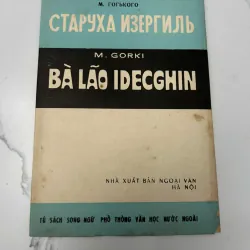 М. ГОРЬКОГО
СТАРУХА ИЗЕРГИЛЬ
M. GORKI
BÀ LÃO IDECGHIN
NHÀ XUẤT BẢN NGOẠI VĂN
HÀ NỘI
TỦ SÁCH SONG NGỮ PHỔ THÔNG VĂN HỌC NƯỚC NGOÀI